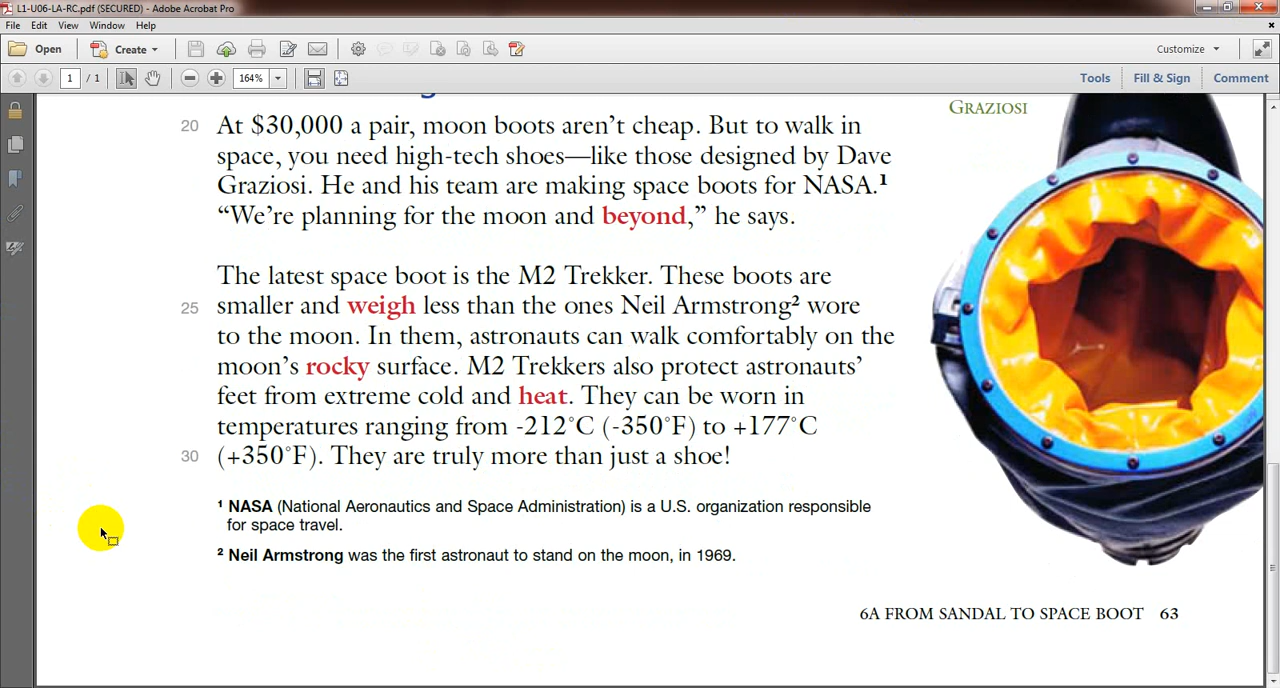 L1-U06-LA-RC.pdf (SECURED) - Adobe Acrobat Pro
File Edit View Window Help
Open Create Customize
1 / 1 164% Tools Fill & Sign Comment
GRAZIOSI
20 At $30,000 a pair, moon boots aren’t cheap. But to walk in
space, you need high-tech shoes—like those designed by Dave
Graziosi. He and his team are making space boots for NASA.¹
“We’re planning for the moon and beyond,” he says.
The latest space boot is the M2 Trekker. These boots are
25 smaller and weigh less than the ones Neil Armstrong² wore
to the moon. In them, astronauts can walk comfortably on the
moon’s rocky surface. M2 Trekkers also protect astronauts’
feet from extreme cold and heat. They can be worn in
temperatures ranging from -212°C (-350°F) to +177°C
30 (+350°F). They are truly more than just a shoe!
¹ NASA (National Aeronautics and Space Administration) is a U.S. organization responsible
for space travel.
² Neil Armstrong was the first astronaut to stand on the moon, in 1969.
6A FROM SANDAL TO SPACE BOOT 63